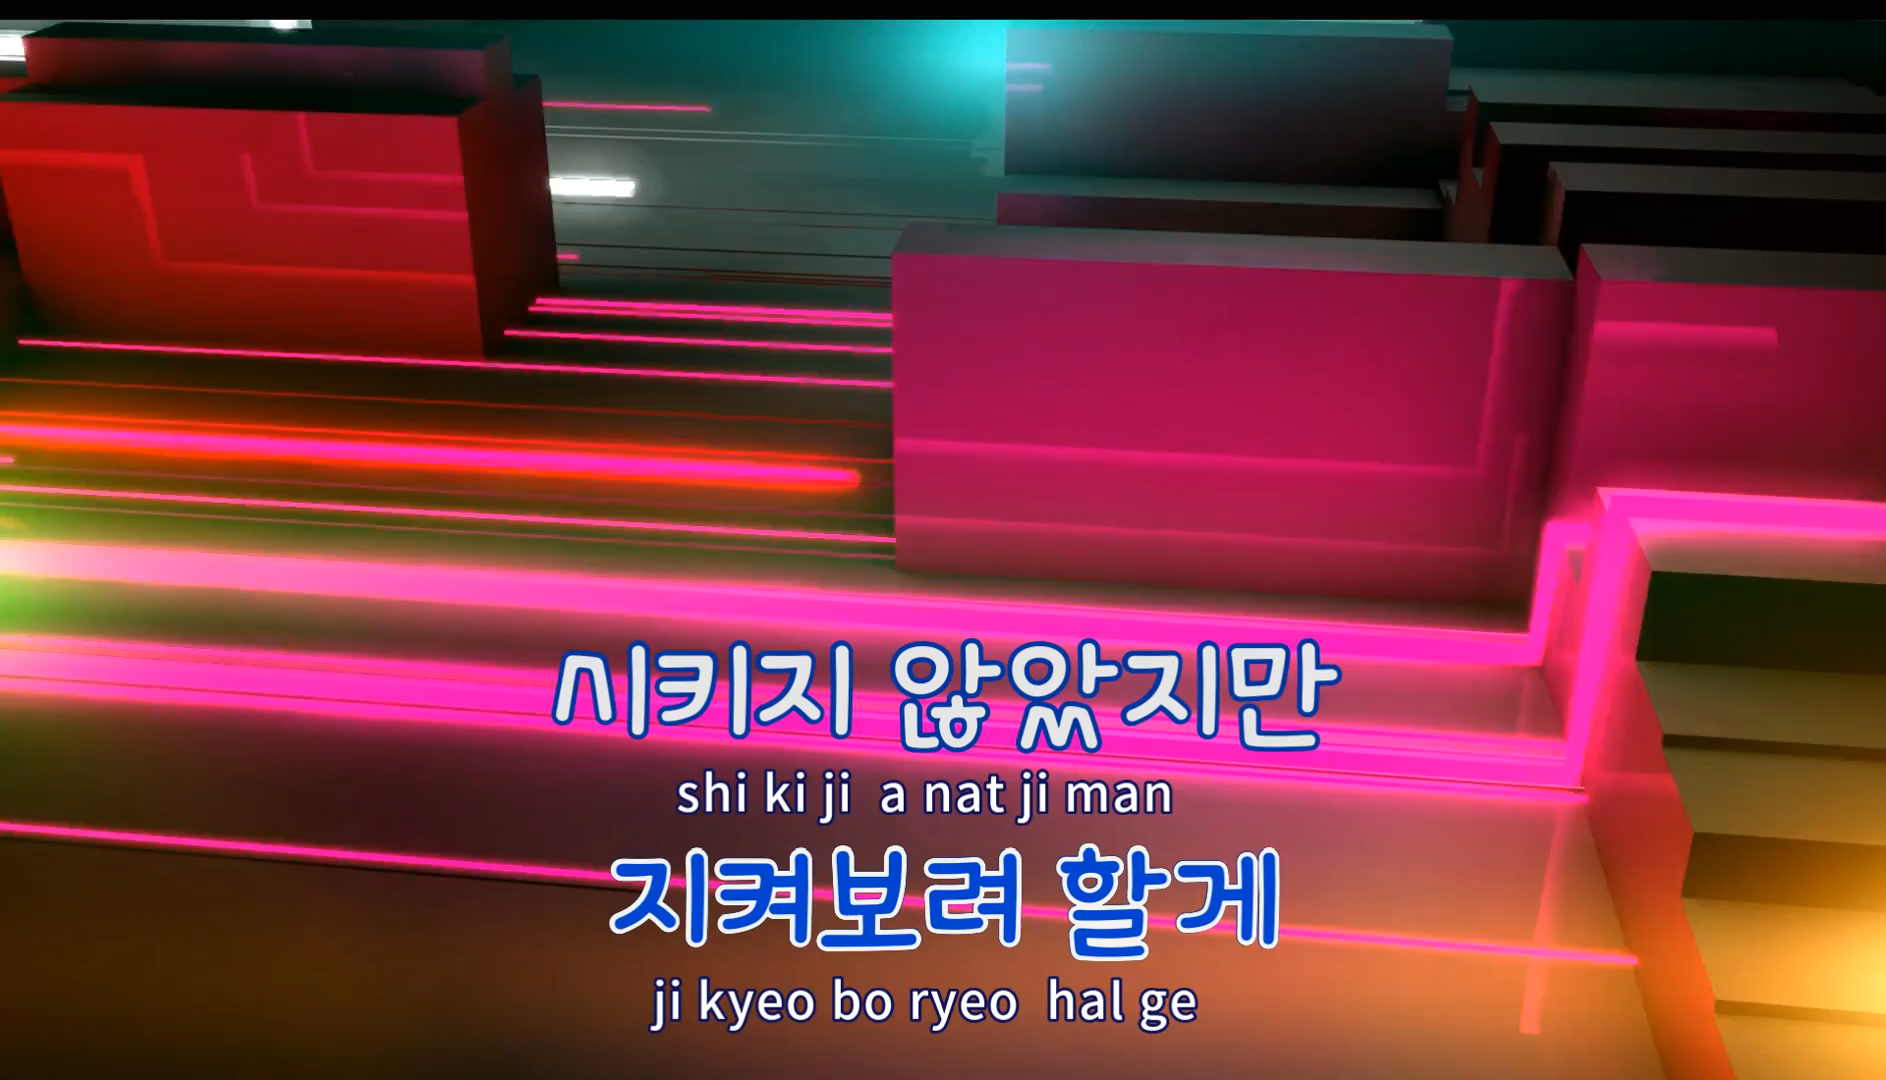 시키지 않았지만
shi ki ji a nat ji man
지켜보려 할게
ji kyeo bo ryeo hal ge